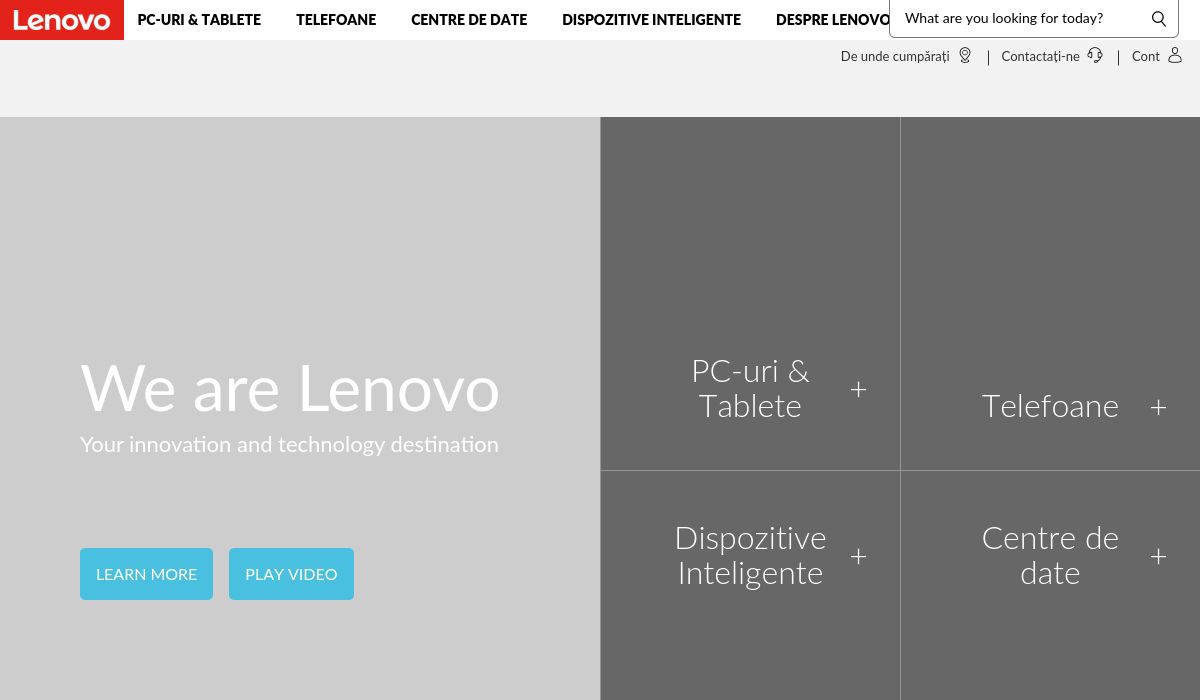 Lenovo
PC-URI & TABLETE
TELEFOANE
CENTRE DE DATE
DISPOZITIVE INTELIGENTE
DESPRE LENOVO
What are you looking for today?
De unde cumpărați
Contactați-ne
Cont
We are Lenovo
Your innovation and technology destination
LEARN MORE
PLAY VIDEO
PC-uri &
Tablete
Telefoane
Dispozitive
Inteligente
Centre de
date